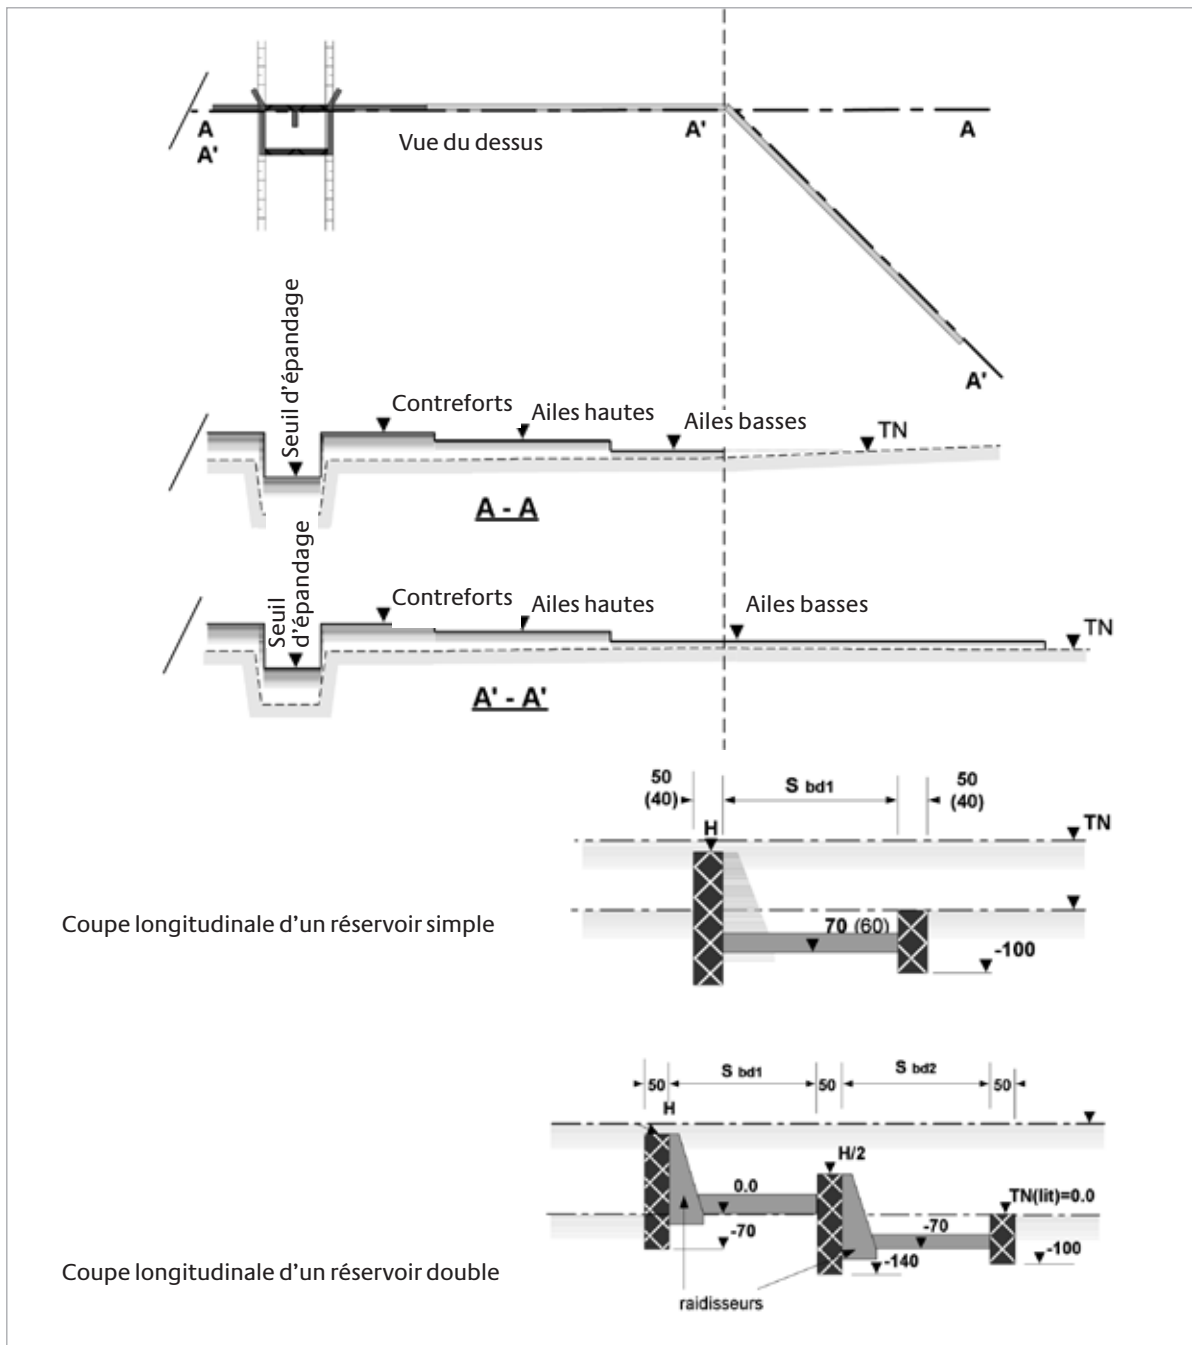 A
A'
Vue du dessus
A'
A
A'
Seuil d'épandage
Contreforts
Ailes hautes
Ailes basses
TN
A - A
Seuil
d'épandage
Contreforts
Ailes hautes
Ailes basses
TN
A' - A'
50
(40)
S bd1
50
(40)
H
TN
Coupe longitudinale d'un réservoir simple
70 (60)
-100
50
S bd1
50
S bd2
50
H
H/2
0.0
TN(lit)=0.0
-70
-70
-140
-100
Coupe longitudinale d'un réservoir double
raidisseurs